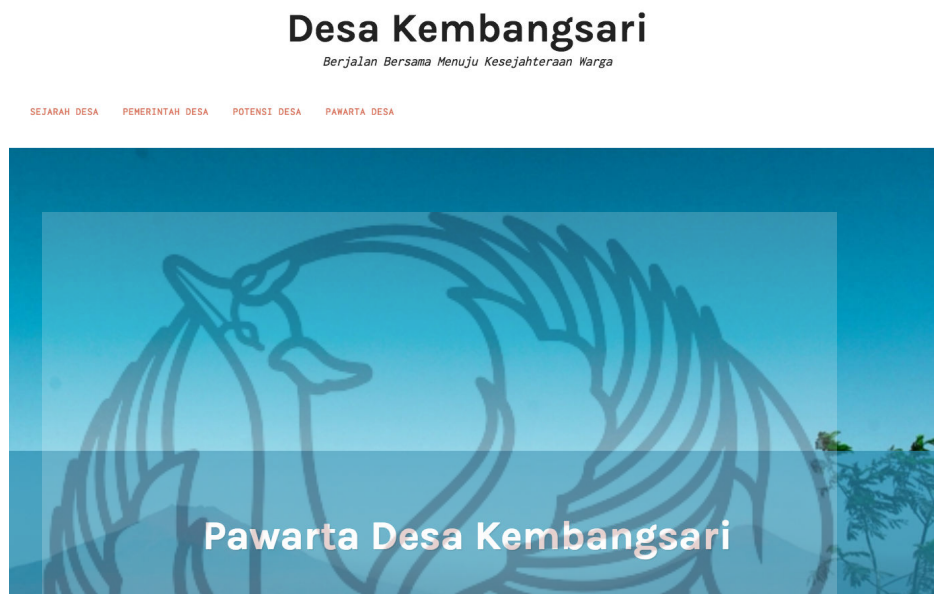 Desa Kembangsari
Berjalan Bersama Menuju Kesejahteraan Warga
SEJARAH DESA PEMERINTAH DESA POTENSI DESA PAWARTA DESA
Pawarta Desa Kembangsari